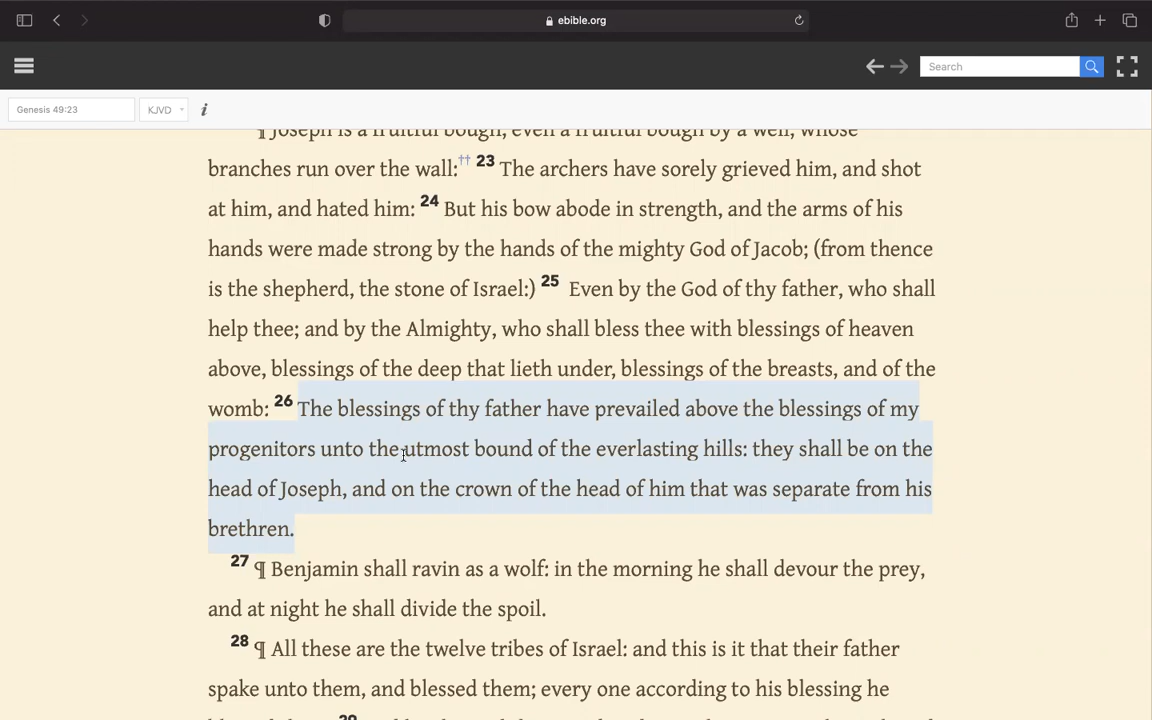 ebible.org
Search
Genesis 49:23
KJVD
i
¶ Joseph is a fruitful bough, even a fruitful bough by a well, whose
branches run over the wall:†† 23 The archers have sorely grieved him, and shot
at him, and hated him: 24 But his bow abode in strength, and the arms of his
hands were made strong by the hands of the mighty God of Jacob; (from thence
is the shepherd, the stone of Israel:) 25 Even by the God of thy father, who shall
help thee; and by the Almighty, who shall bless thee with blessings of heaven
above, blessings of the deep that lieth under, blessings of the breasts, and of the
womb: 26 The blessings of thy father have prevailed above the blessings of my
progenitors unto the utmost bound of the everlasting hills: they shall be on the
head of Joseph, and on the crown of the head of him that was separate from his
brethren.
27 ¶ Benjamin shall ravin as a wolf: in the morning he shall devour the prey,
and at night he shall divide the spoil.
28 ¶ All these are the twelve tribes of Israel: and this is it that their father
spake unto them, and blessed them; every one according to his blessing he